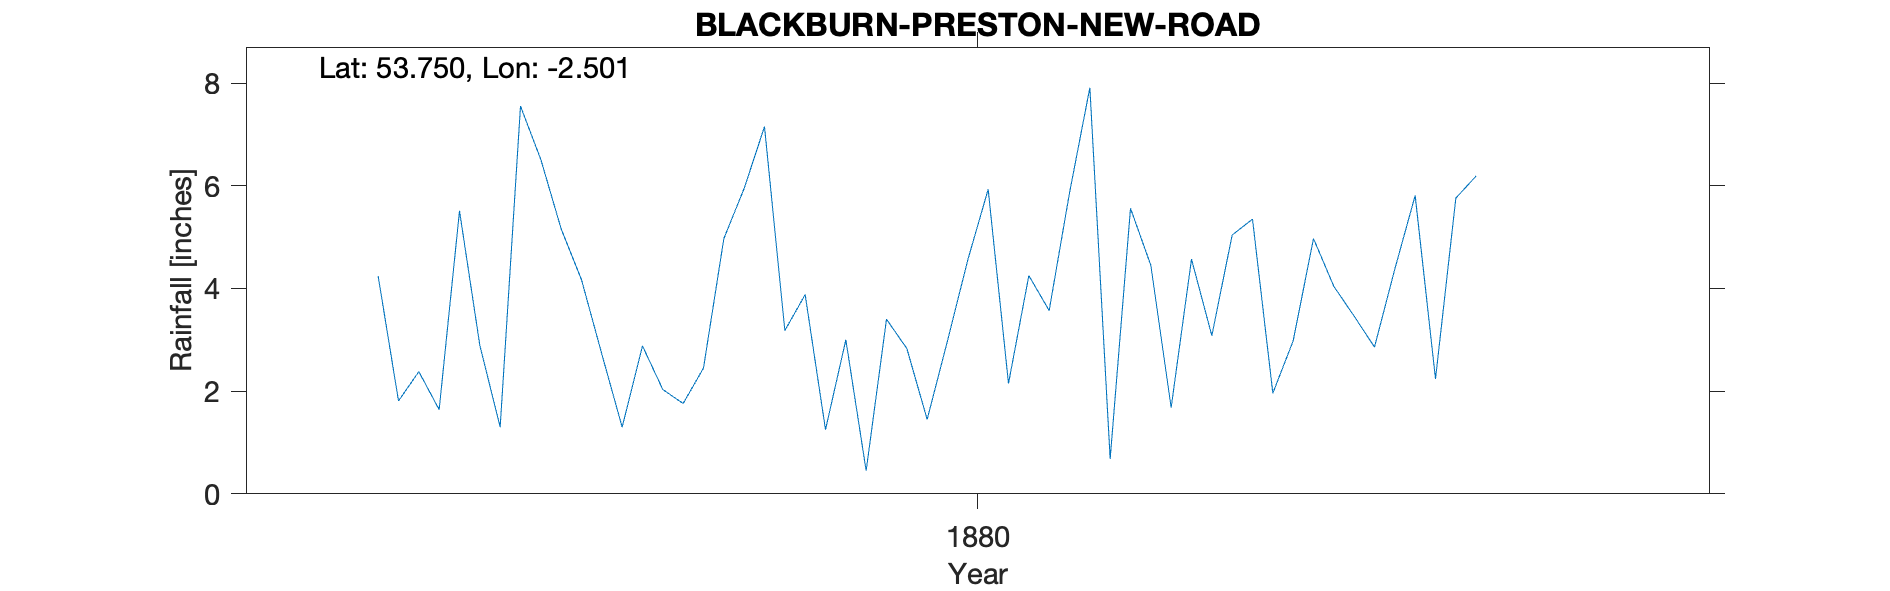 BLACKBURN-PRESTON-NEW-ROAD
Lat: 53.750, Lon: -2.501
8
6
4
2
0
Rainfall [inches]
1880
Year